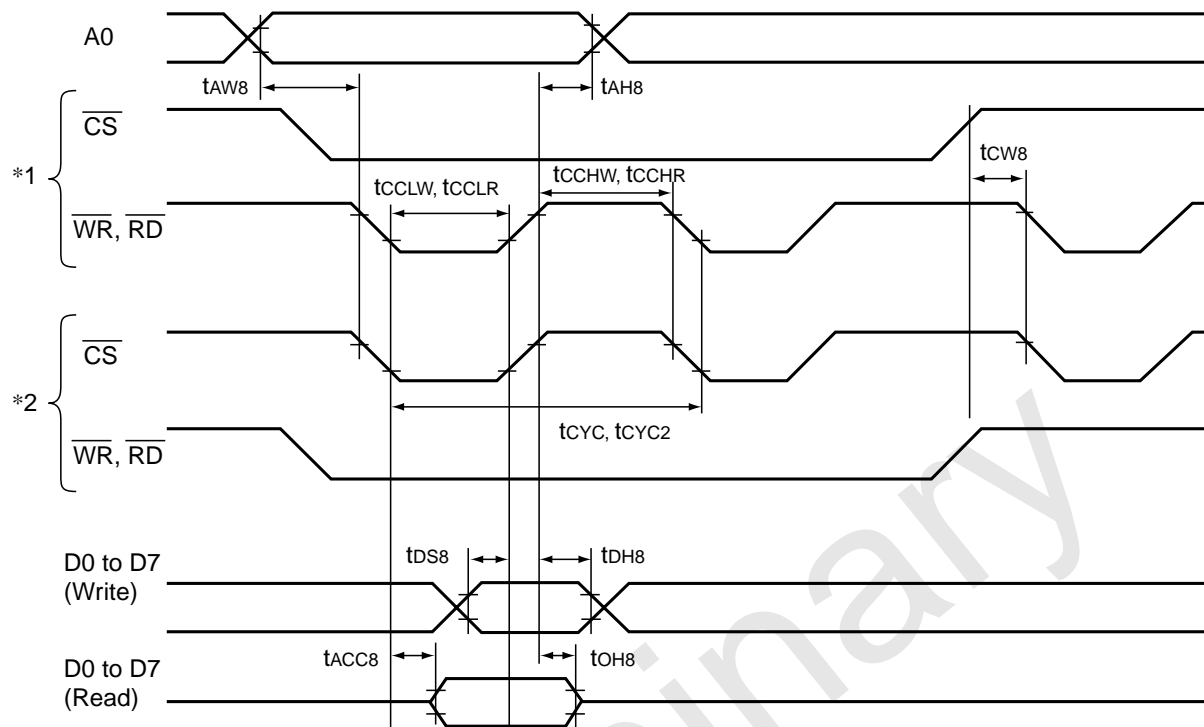 A0
tAW8
tAH8
*1
CS
tCW8
tCCLW, tCCLR
tCCHW, tCCHR
WR, RD
*2
CS
tCYC, tCYC2
WR, RD
D0 to D7
(Write)
tDS8
tDH8
D0 to D7
(Read)
tACC8
tOH8